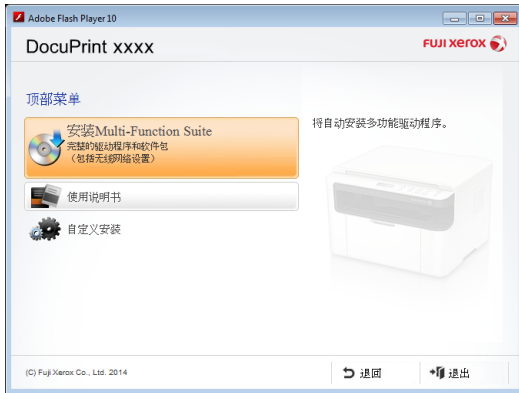 Adobe Flash Player 10
DocuPrint xxxx
FUJI xerox
顶部菜单
安装Multi-Function Suite
完整的驱动程序和软件包
（包括无线网络设置）
将自动安装多功能驱动程序。
使用说明书
自定义安装
(C) Fuji Xerox Co., Ltd. 2014
退回
退出